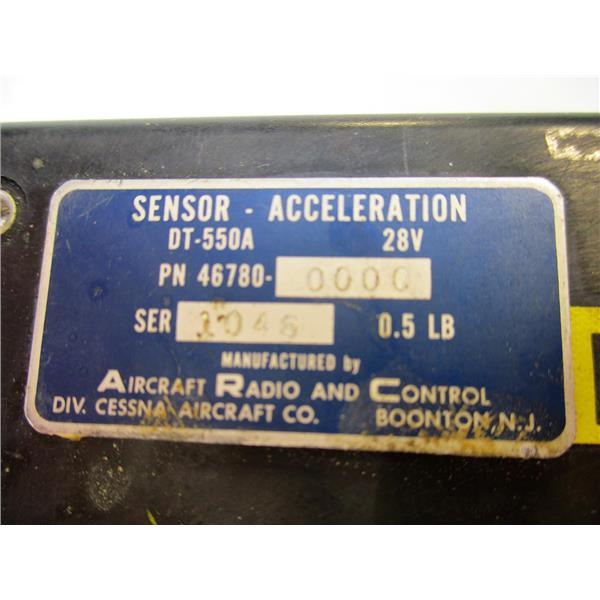 SENSOR - ACCELERATION
DT-550A 28V
PN 46780- 0000
SER 1046 0.5 LB
MANUFACTURED by
AIRCRAFT RADIO AND CONTROL
DIV. CESSNA AIRCRAFT CO. BOONTON, N.J.